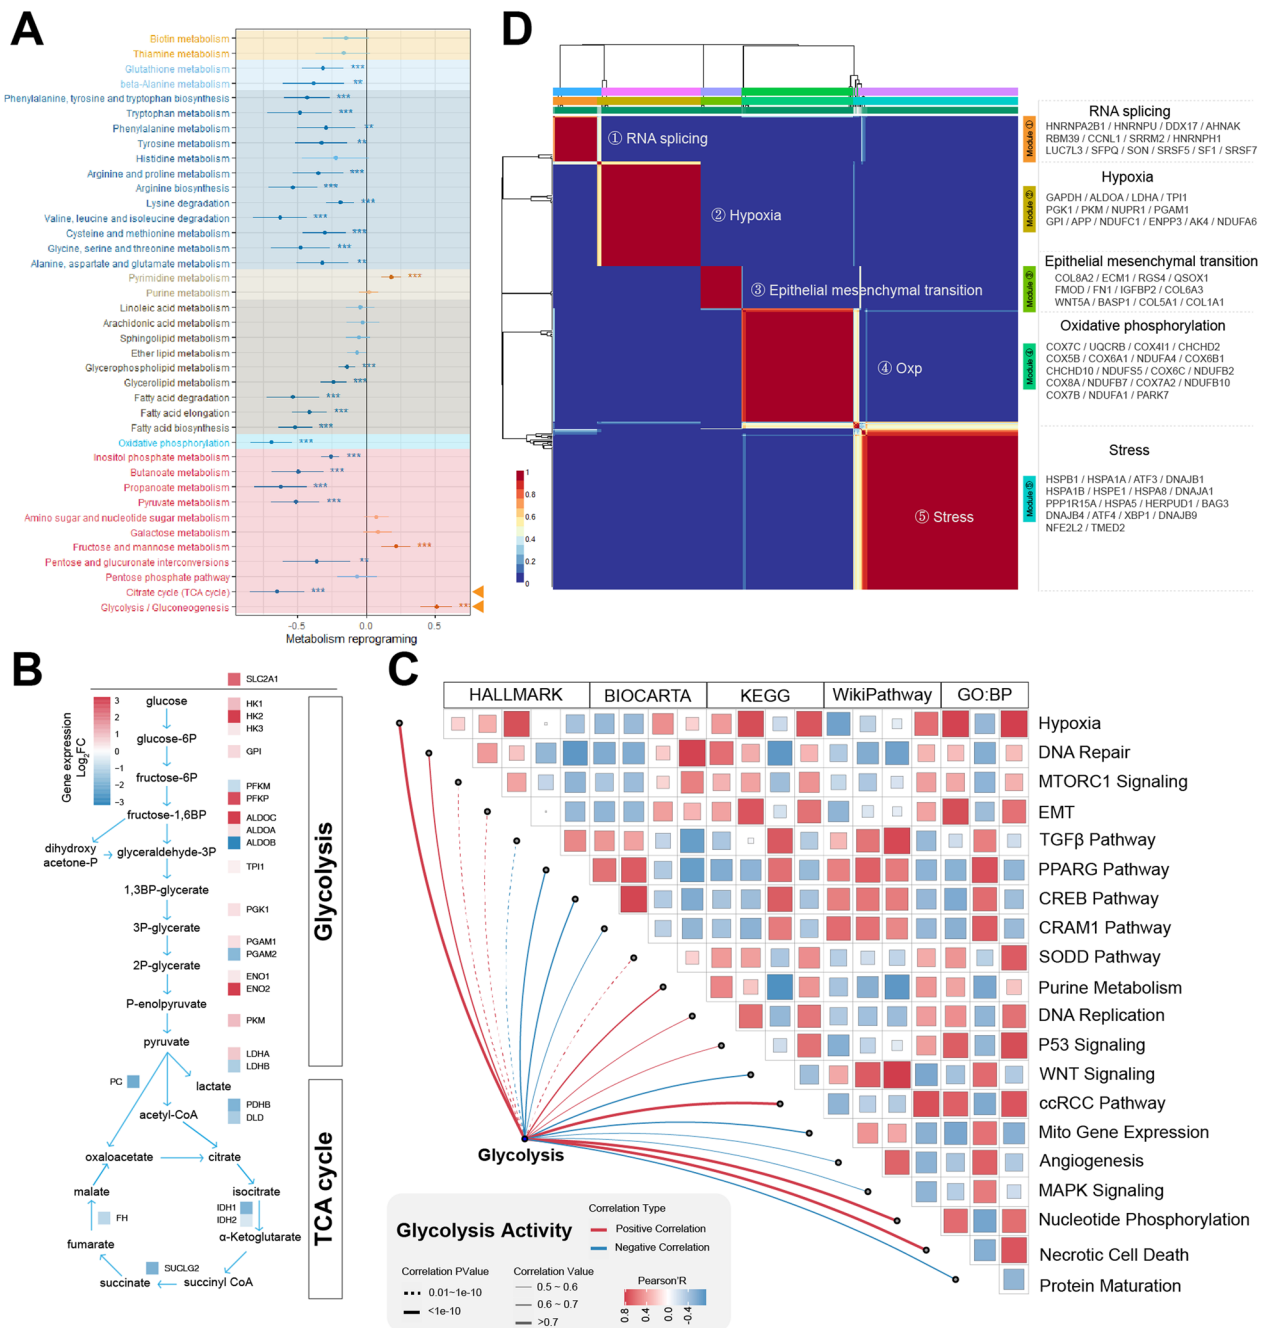 A
Biotin metabolism
Thiamine metabolism
Glutathione metabolism
***
beta-Alanine metabolism
**
Phenylalanine, tyrosine and tryptophan biosynthesis
***
Tryptophan metabolism
***
Phenylalanine metabolism
**
Tyrosine metabolism
**
Histidine metabolism
Arginine and proline metabolism
***
Arginine biosynthesis
***
Lysine degradation
***
Valine, leucine and isoleucine degradation
***
Cysteine and methionine metabolism
***
Glycine, serine and threonine metabolism
***
Alanine, aspartate and glutamate metabolism
**
Pyrimidine metabolism
***
Purine metabolism
Linoleic acid metabolism
Arachidonic acid metabolism
Sphingolipid metabolism
Ether lipid metabolism
Glycerophospholipid metabolism
***
Glycerolipid metabolism
***
Fatty acid degradation
***
Fatty acid elongation
***
Fatty acid biosynthesis
***
Oxidative phosphorylation
***
Inositol phosphate metabolism
***
Butanoate metabolism
***
Propanoate metabolism
***
Pyruvate metabolism
***
Amino sugar and nucleotide sugar metabolism
Galactose metabolism
Fructose and mannose metabolism
***
Pentose and glucuronate interconversions
**
Pentose phosphate pathway
Citrate cycle (TCA cycle)
***
Glycolysis / Gluconeogenesis
**
-0.5 0.0 0.5
Metabolism reprograming
D
① RNA splicing
② Hypoxia
③ Epithelial mesenchymal transition
④ Oxp
⑤ Stress
1
0.8
0.6
0.4
0.2
0
Module ①
RNA splicing
HNRNPA2B1 / HNRNPU / DDX17 / AHNAK
RBM39 / CCNL1 / SRRM2 / HNRNPH1
LUC7L3 / SFPQ / SON / SRSF5 / SF1 / SRSF7
Module ②
Hypoxia
GAPDH / ALDOA / LDHA / TPI1
PGK1 / PKM / NUPR1 / PGAM1
GPI / APP / NDUFC1 / ENPP3 / AK4 / NDUFA6
Module ③
Epithelial mesenchymal transition
COL8A2 / ECM1 / RGS4 / QSOX1
FMOD / FN1 / IGFBP2 / COL6A3
WNT5A / BASP1 / COL5A1 / COL1A1
Module ④
Oxidative phosphorylation
COX7C / UQCRB / COX4I1 / CHCHD2
COX5B / COX6A1 / NDUFA4 / COX6B1
CHCHD10 / NDUFS5 / COX6C / NDUFB2
COX8A / NDUFB7 / COX7A2 / NDUFB10
COX7B / NDUFA1 / PARK7
Module ⑤
Stress
HSPB1 / HSPA1A / ATF3 / DNAJB1
HSPA1B / HSPE1 / HSPA8 / DNAJA1
PPP1R15A / HSPA5 / HERPUD1 / BAG3
DNAJB4 / ATF4 / XBP1 / DNAJB9
NFE2L2 / TMED2
B
Gene expression
Log2FC
3
2
1
0
−1
−2
−3
SLC2A1
glucose
HK1
HK2
HK3
glucose-6P
GPI
fructose-6P
PFKM
PFKP
fructose-1,6BP
ALDOC
ALDOA
ALDOB
dihydroxy
acetone-P
glyceraldehyde-3P
TPI1
1,3BP-glycerate
PGK1
3P-glycerate
PGAM1
PGAM2
2P-glycerate
ENO1
ENO2
P-enolpyruvate
PKM
pyruvate
LDHA
LDHB
lactate
PC
PDHB
DLD
acetyl-CoA
oxaloacetate
citrate
malate
isocitrate
IDH1
IDH2
FH
α-Ketoglutarate
fumarate
SUCLG2
succinate
succinyl CoA
Glycolysis
TCA cycle
C
HALLMARK BIOCARTA KEGG WikiPathway GO:BP
Hypoxia
DNA Repair
MTORC1 Signaling
EMT
TGFβ Pathway
PPARG Pathway
CREB Pathway
CRAM1 Pathway
SODD Pathway
Purine Metabolism
DNA Replication
P53 Signaling
WNT Signaling
ccRCC Pathway
Mito Gene Expression
Angiogenesis
MAPK Signaling
Nucleotide Phosphorylation
Necrotic Cell Death
Protein Maturation
Glycolysis
Glycolysis Activity
Correlation Type
Positive Correlation
Negative Correlation
Correlation PValue
0.01~1e-10
<1e-10
Correlation Value
0.5 ~ 0.6
0.6 ~ 0.7
>0.7
Pearson'R
0.8
0.4
0.0
-0.4